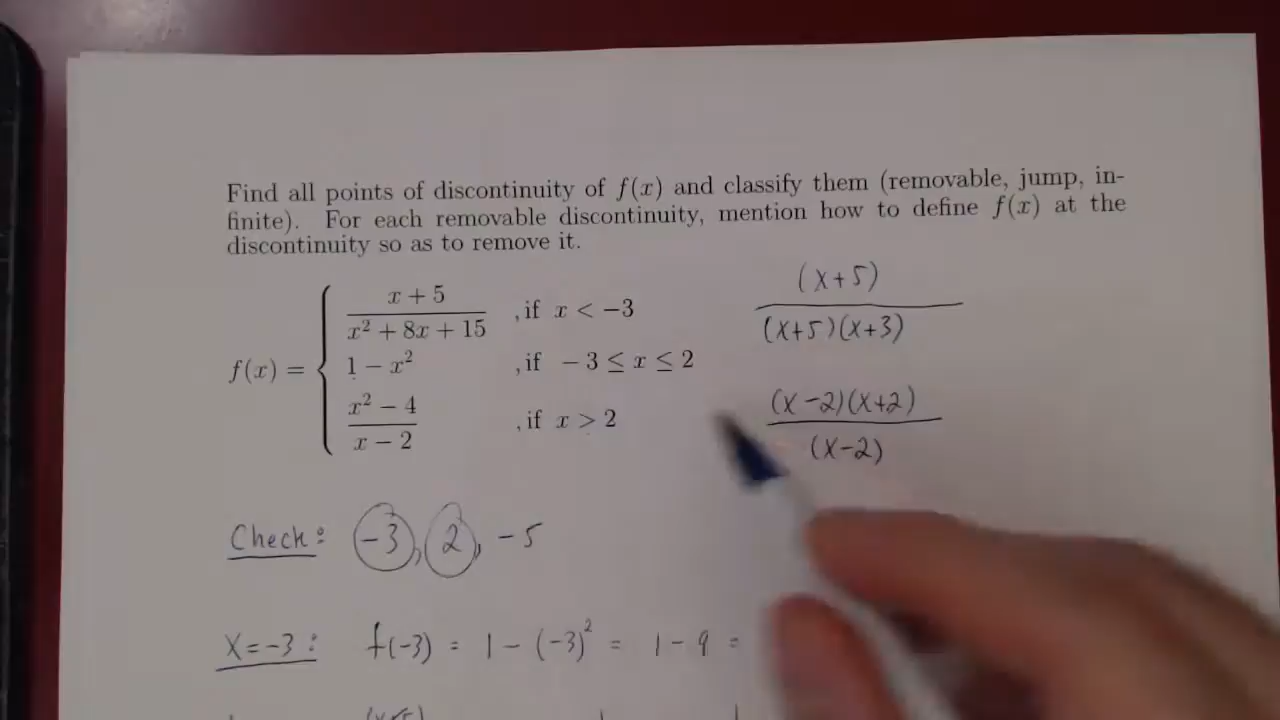 Find all points of discontinuity of f(x) and classify them (removable, jump, in-
finite). For each removable discontinuity, mention how to define f(x) at the
discontinuity so as to remove it.
f(x) = { x + 5 / x² + 8x + 15 , if x < −3
1 − x² , if − 3 ≤ x ≤ 2
x² − 4 / x − 2 , if x > 2
(x+5)
(x+5)(x+3)
(x-2)(x+2)
(x-2)
Check: -3, 2, -5
x=-3: f(-3) = 1 - (-3)² = 1 - 9 =